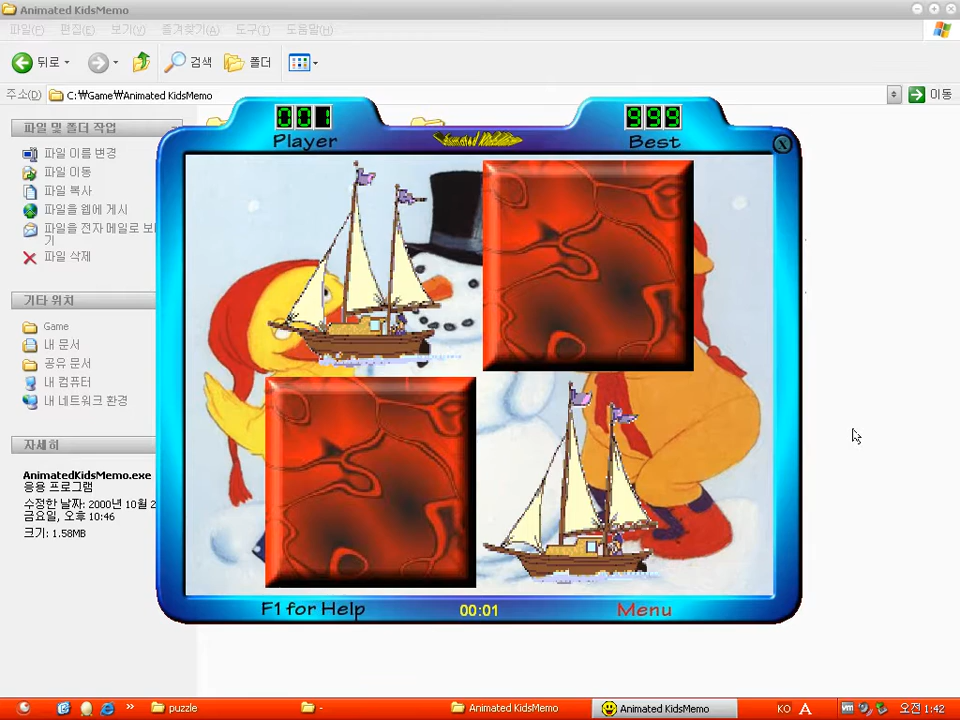 Animated KidsMemo
파일(F) 편집(E) 보기(V) 즐겨찾기(A) 도구(T) 도움말(H)
뒤로 검색 폴더
주소(D) C:\Game\Animated KidsMemo 이동
001 999
Player Best
X
파일 및 폴더 작업
파일 이름 변경
파일 이동
파일 복사
파일을 웹에 게시
파일을 전자 메일로 보
기
파일 삭제
기타 위치
Game
내 문서
공유 문서
내 컴퓨터
내 네트워크 환경
자세히
AnimatedKidsMemo.exe
응용 프로그램
수정한 날짜: 2000년 10월 2
금요일, 오후 10:46
크기: 1.58MB
F1 for Help 00:01 Menu
puzzle - Animated KidsMemo Animated KidsMemo KO A 오전 1:42